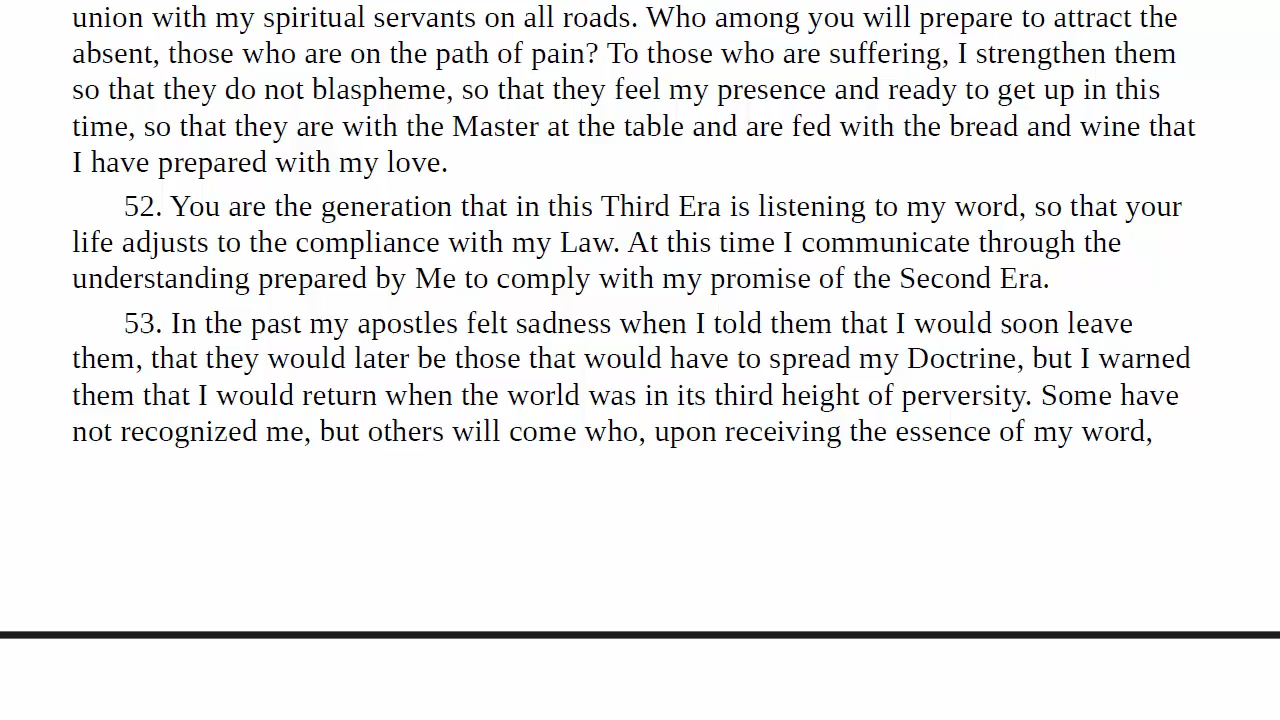 union with my spiritual servants on all roads. Who among you will prepare to attract the
absent, those who are on the path of pain? To those who are suffering, I strengthen them
so that they do not blaspheme, so that they feel my presence and ready to get up in this
time, so that they are with the Master at the table and are fed with the bread and wine that
I have prepared with my love.
52. You are the generation that in this Third Era is listening to my word, so that your
life adjusts to the compliance with my Law. At this time I communicate through the
understanding prepared by Me to comply with my promise of the Second Era.
53. In the past my apostles felt sadness when I told them that I would soon leave
them, that they would later be those that would have to spread my Doctrine, but I warned
them that I would return when the world was in its third height of perversity. Some have
not recognized me, but others will come who, upon receiving the essence of my word,